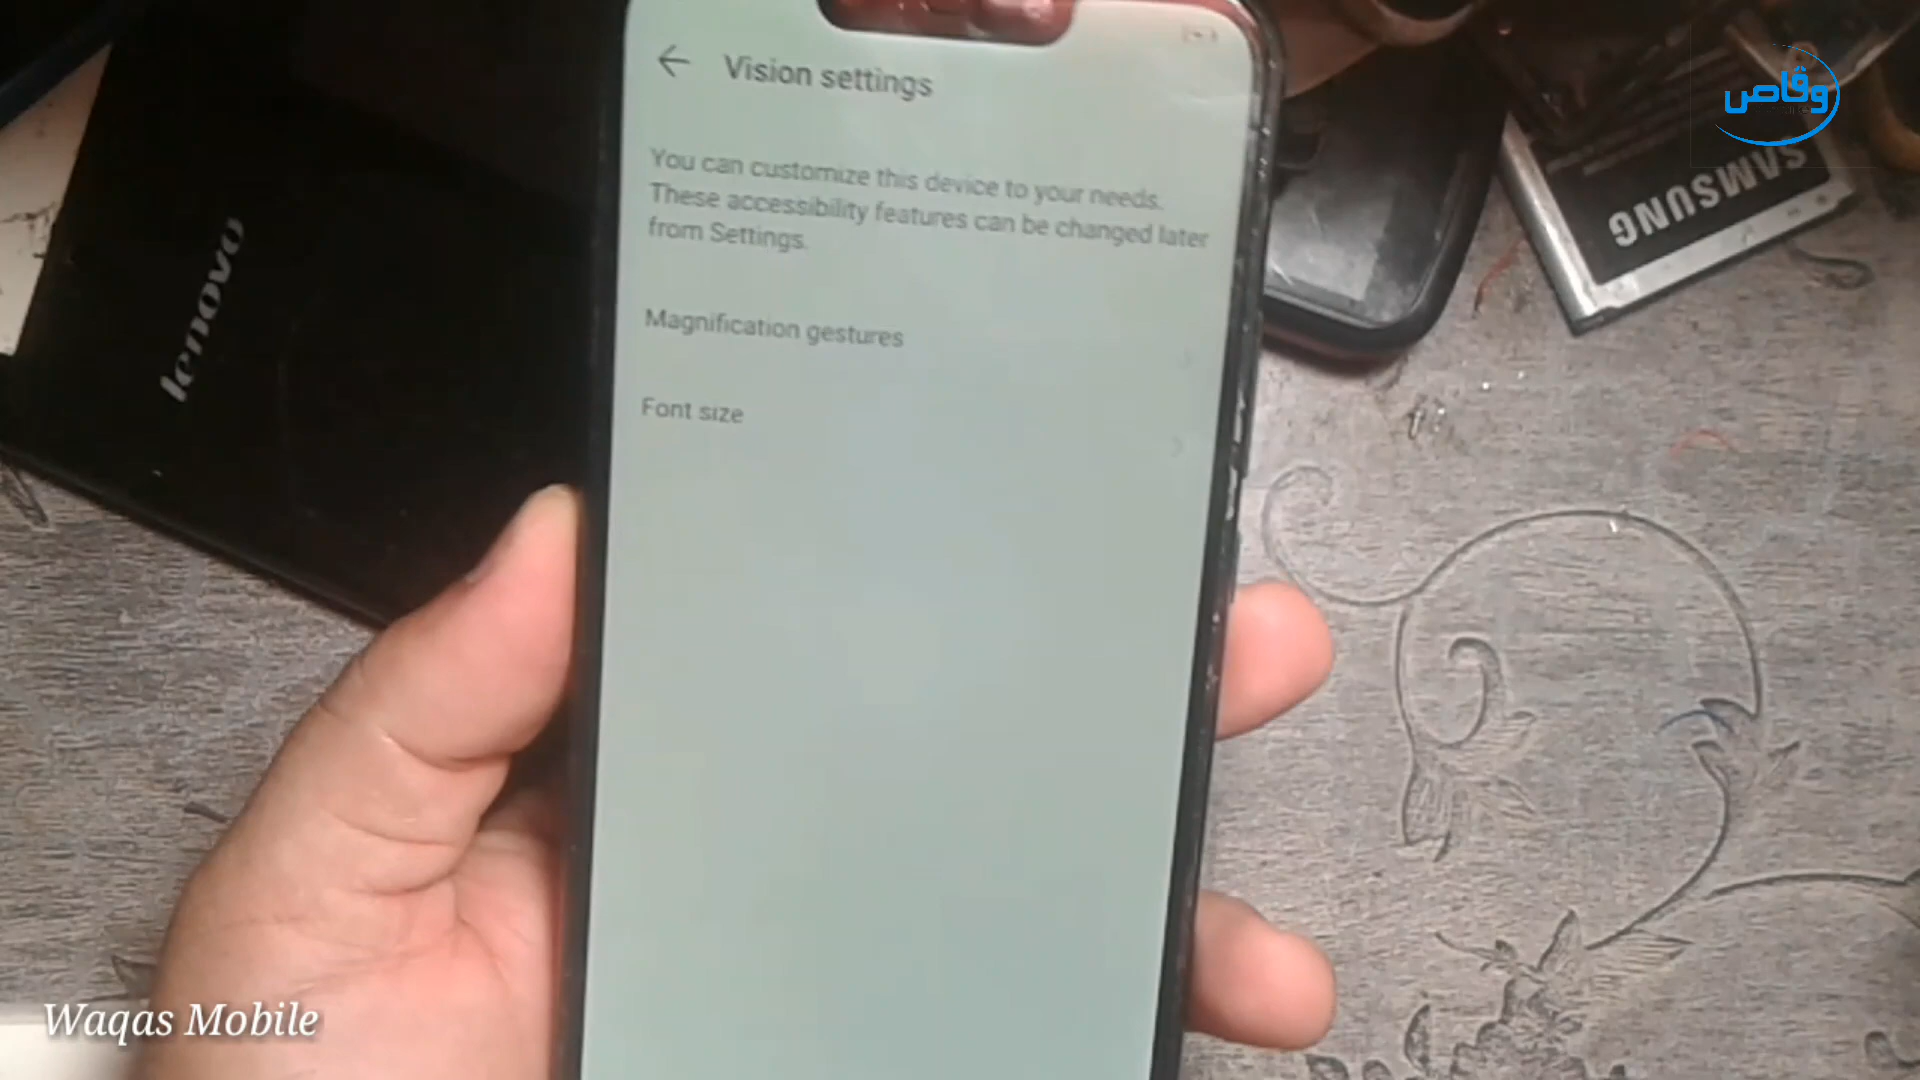 Vision settings
You can customize this device to your needs.
These accessibility features can be changed later
from Settings.
Magnification gestures
Font size
lenovo
SAMSUNG
وقاص
Waqas Mobile